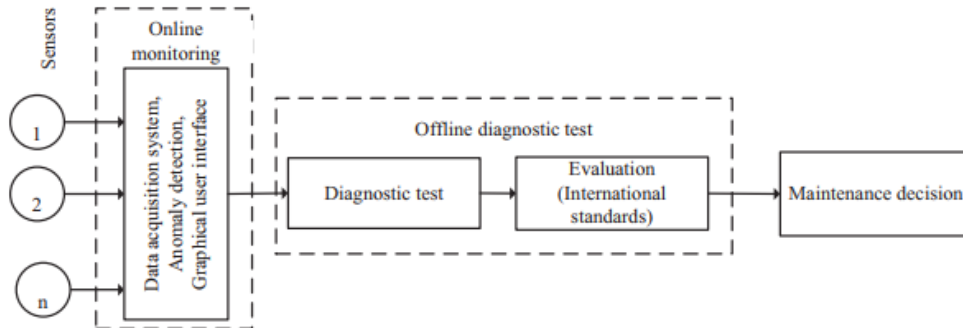 Sensors
1
2
n
Online
monitoring
Data acquisition system,
Anomaly detection,
Graphical user interface
Offline diagnostic test
Diagnostic test
Evaluation
(International
standards)
Maintenance decision